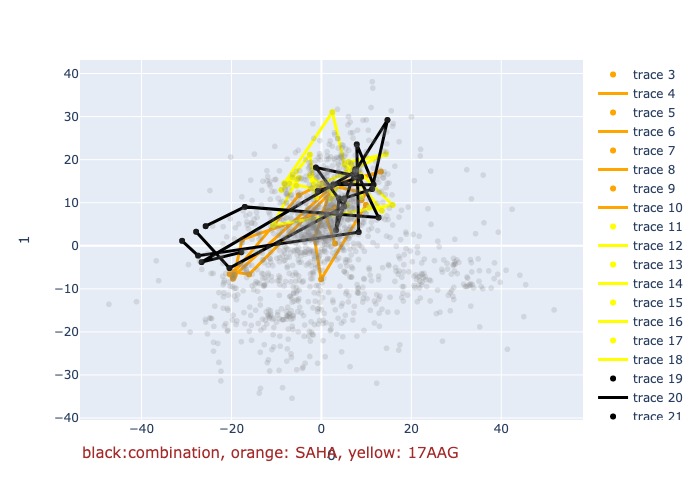 40
30
20
10
0
−10
−20
−30
−40
1
−40
−20
0
20
40
0
black:combination, orange: SAHA, yellow: 17AAG
trace 3
trace 4
trace 5
trace 6
trace 7
trace 8
trace 9
trace 10
trace 11
trace 12
trace 13
trace 14
trace 15
trace 16
trace 17
trace 18
trace 19
trace 20
trace 21